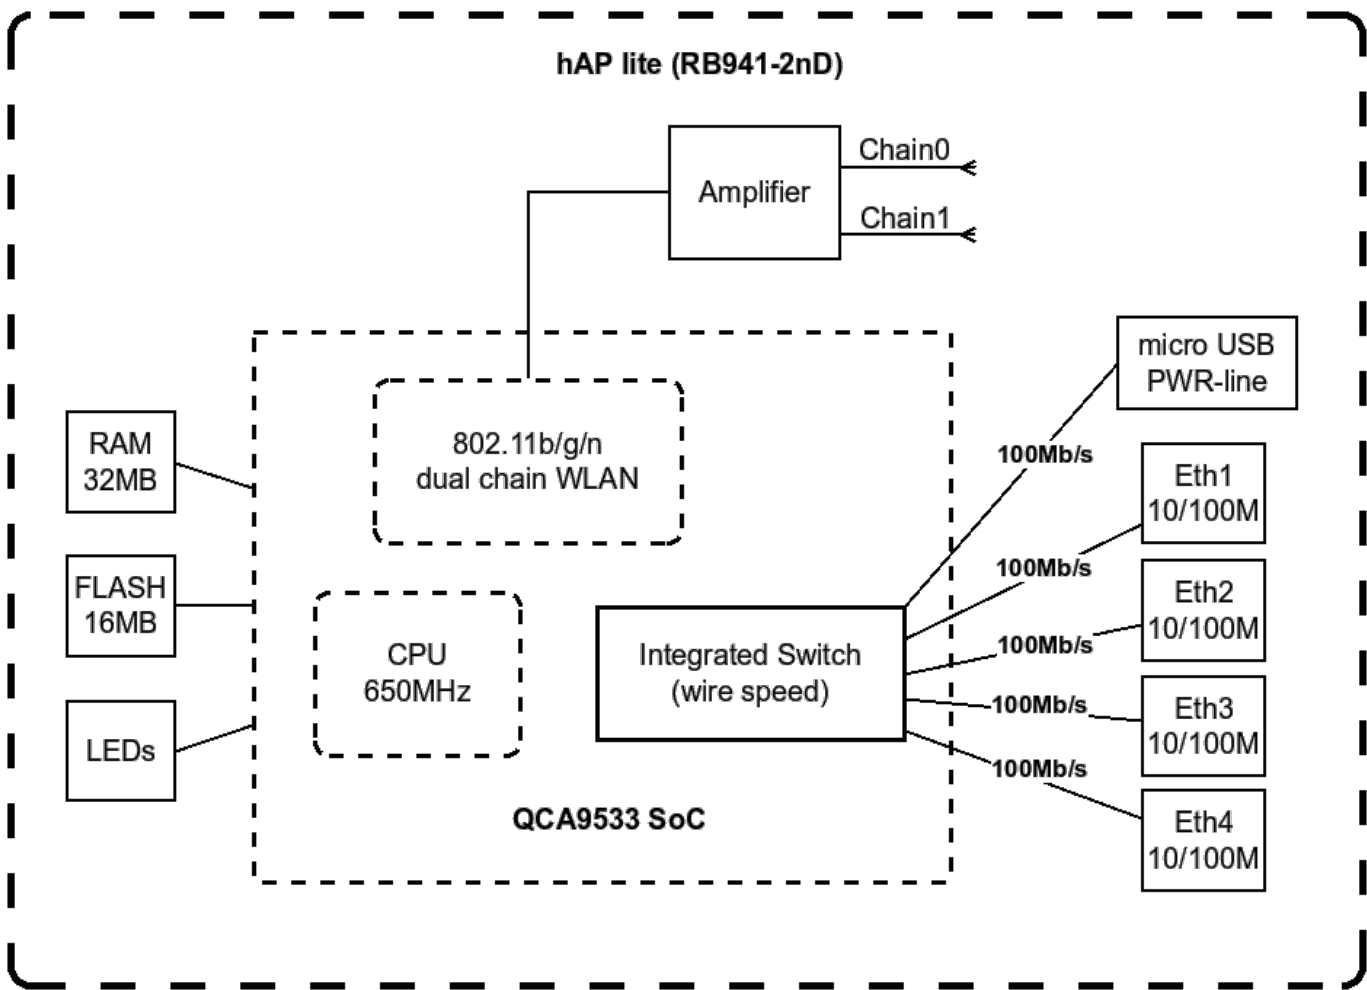 hAP lite (RB941-2nD)
Chain0
Amplifier
Chain1
micro USB
PWR-line
RAM
32MB
802.11b/g/n
dual chain WLAN
100Mb/s
Eth1
10/100M
100Mb/s
FLASH
16MB
Eth2
10/100M
100Mb/s
CPU
650MHz
Integrated Switch
(wire speed)
100Mb/s
Eth3
10/100M
LEDs
100Mb/s
Eth4
10/100M
QCA9533 SoC